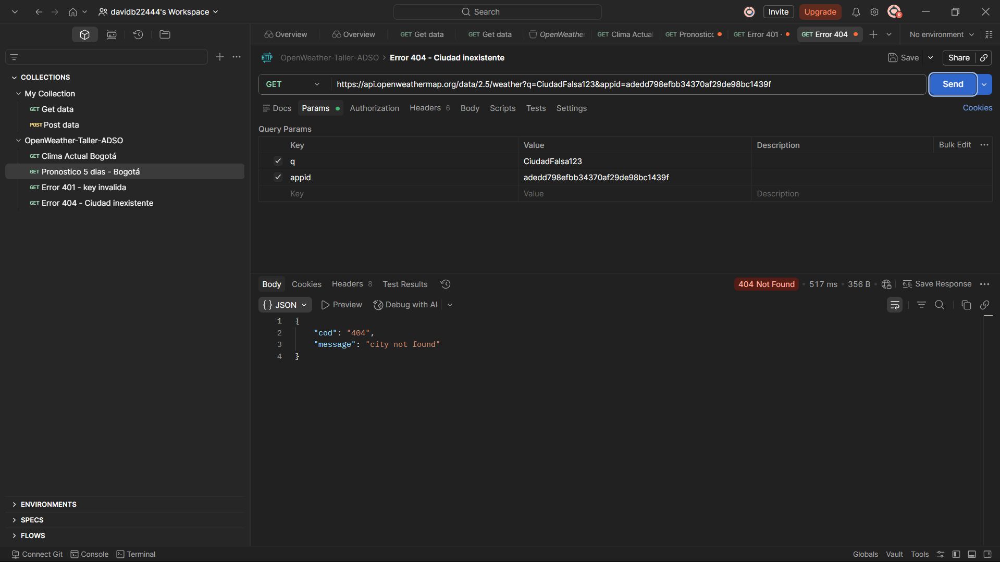 davidb22444's Workspace
Search
Invite
Upgrade
Overview
Overview
GET Get data
GET Get data
OpenWeather
GET Clima Actual
GET Pronostico
GET Error 401 -
GET Error 404
No environment
HTTP
OpenWeather-Taller-ADSO > Error 404 - Ciudad inexistente
Save
Share
COLLECTIONS
My Collection
GET Get data
POST Post data
OpenWeather-Taller-ADSO
GET Clima Actual Bogotá
GET Pronostico 5 dias - Bogotá
GET Error 401 - key invalida
GET Error 404 - Ciudad inexistente
GET
https://api.openweathermap.org/data/2.5/weather?q=CiudadFalsa123&appid=adedd798efbb34370af29de98bc1439f
Send
Docs
Params
Authorization
Headers 6
Body
Scripts
Tests
Settings
Cookies
Query Params
Key Value Description Bulk Edit
q CiudadFalsa123
appid adedd798efbb34370af29de98bc1439f
Key Value Description
Body
Cookies
Headers 8
Test Results
404 Not Found
517 ms
356 B
e.g. Save Response
{} JSON
Preview
Debug with AI
1 {
2 "cod": "404",
3 "message": "city not found"
4 }
ENVIRONMENTS
SPECS
FLOWS
Connect Git
Console
Terminal
Globals
Vault
Tools